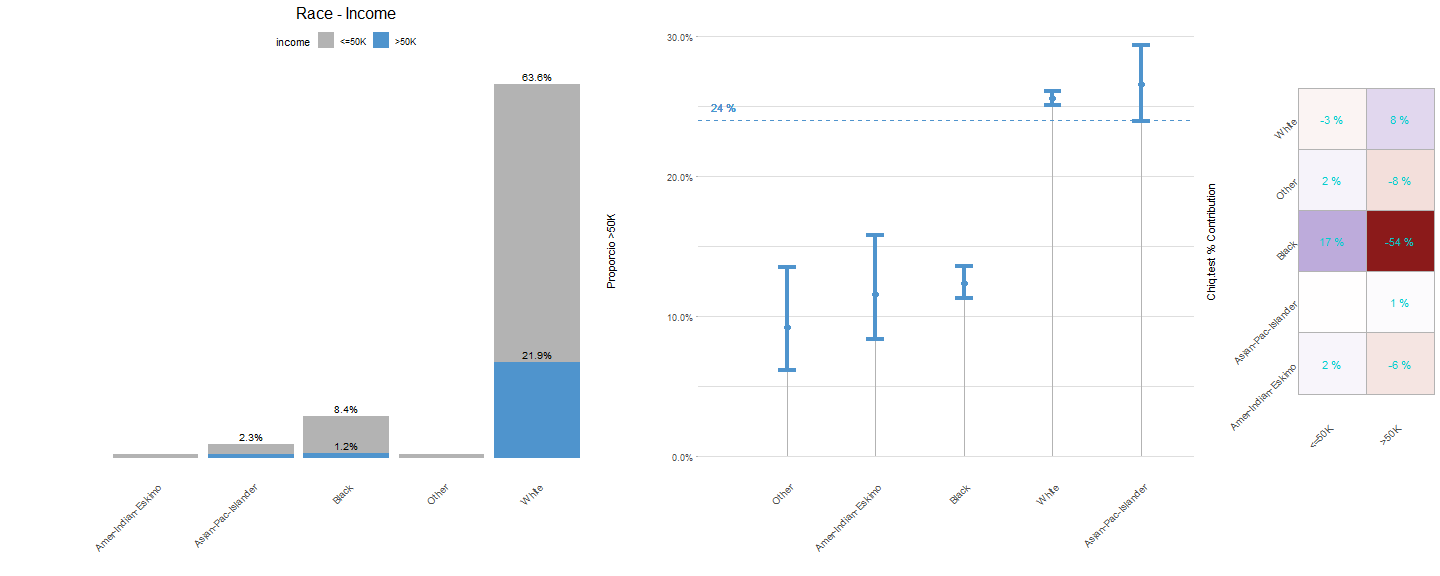 Race - Income
income <=50K >50K
63.6%
21.9%
8.4%
2.3%
1.2%
Amer-Indian-Eskimo
Asian-Pac-Islander
Black
Other
White
Proporcio >50K
30.0%
24 %
20.0%
10.0%
0.0%
Other
Amer-Indian-Eskimo
Black
White
Asian-Pac-Islander
Chiq.test % Contribution
White
-3 %
8 %
Other
2 %
-8 %
Black
17 %
-54 %
Asian-Pac-Islander
1 %
Amer-Indian-Eskimo
2 %
-6 %
<=50K
>50K